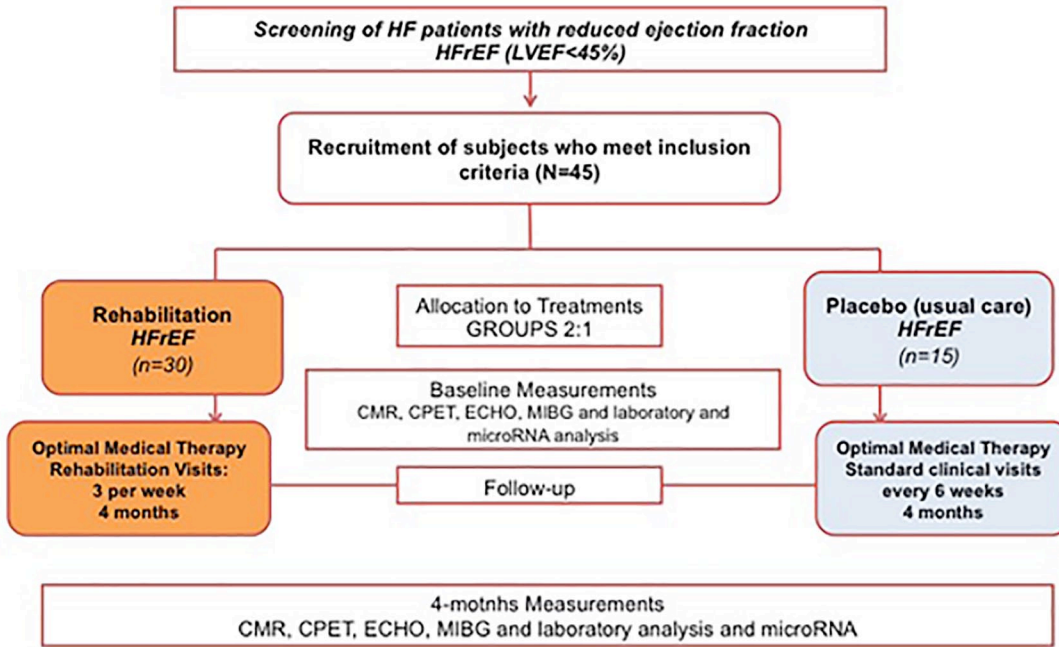 Screening of HF patients with reduced ejection fraction
HFrEF (LVEF<45%)
Recruitment of subjects who meet inclusion
criteria (N=45)
Rehabilitation
HFrEF
(n=30)
Allocation to Treatments
GROUPS 2:1
Placebo (usual care)
HFrEF
(n=15)
Baseline Measurements
CMR, CPET, ECHO, MIBG and laboratory and
microRNA analysis
Optimal Medical Therapy
Rehabilitation Visits:
3 per week
4 months
Follow-up
Optimal Medical Therapy
Standard clinical visits
every 6 weeks
4 months
4-motnhs Measurements
CMR, CPET, ECHO, MIBG and laboratory analysis and microRNA